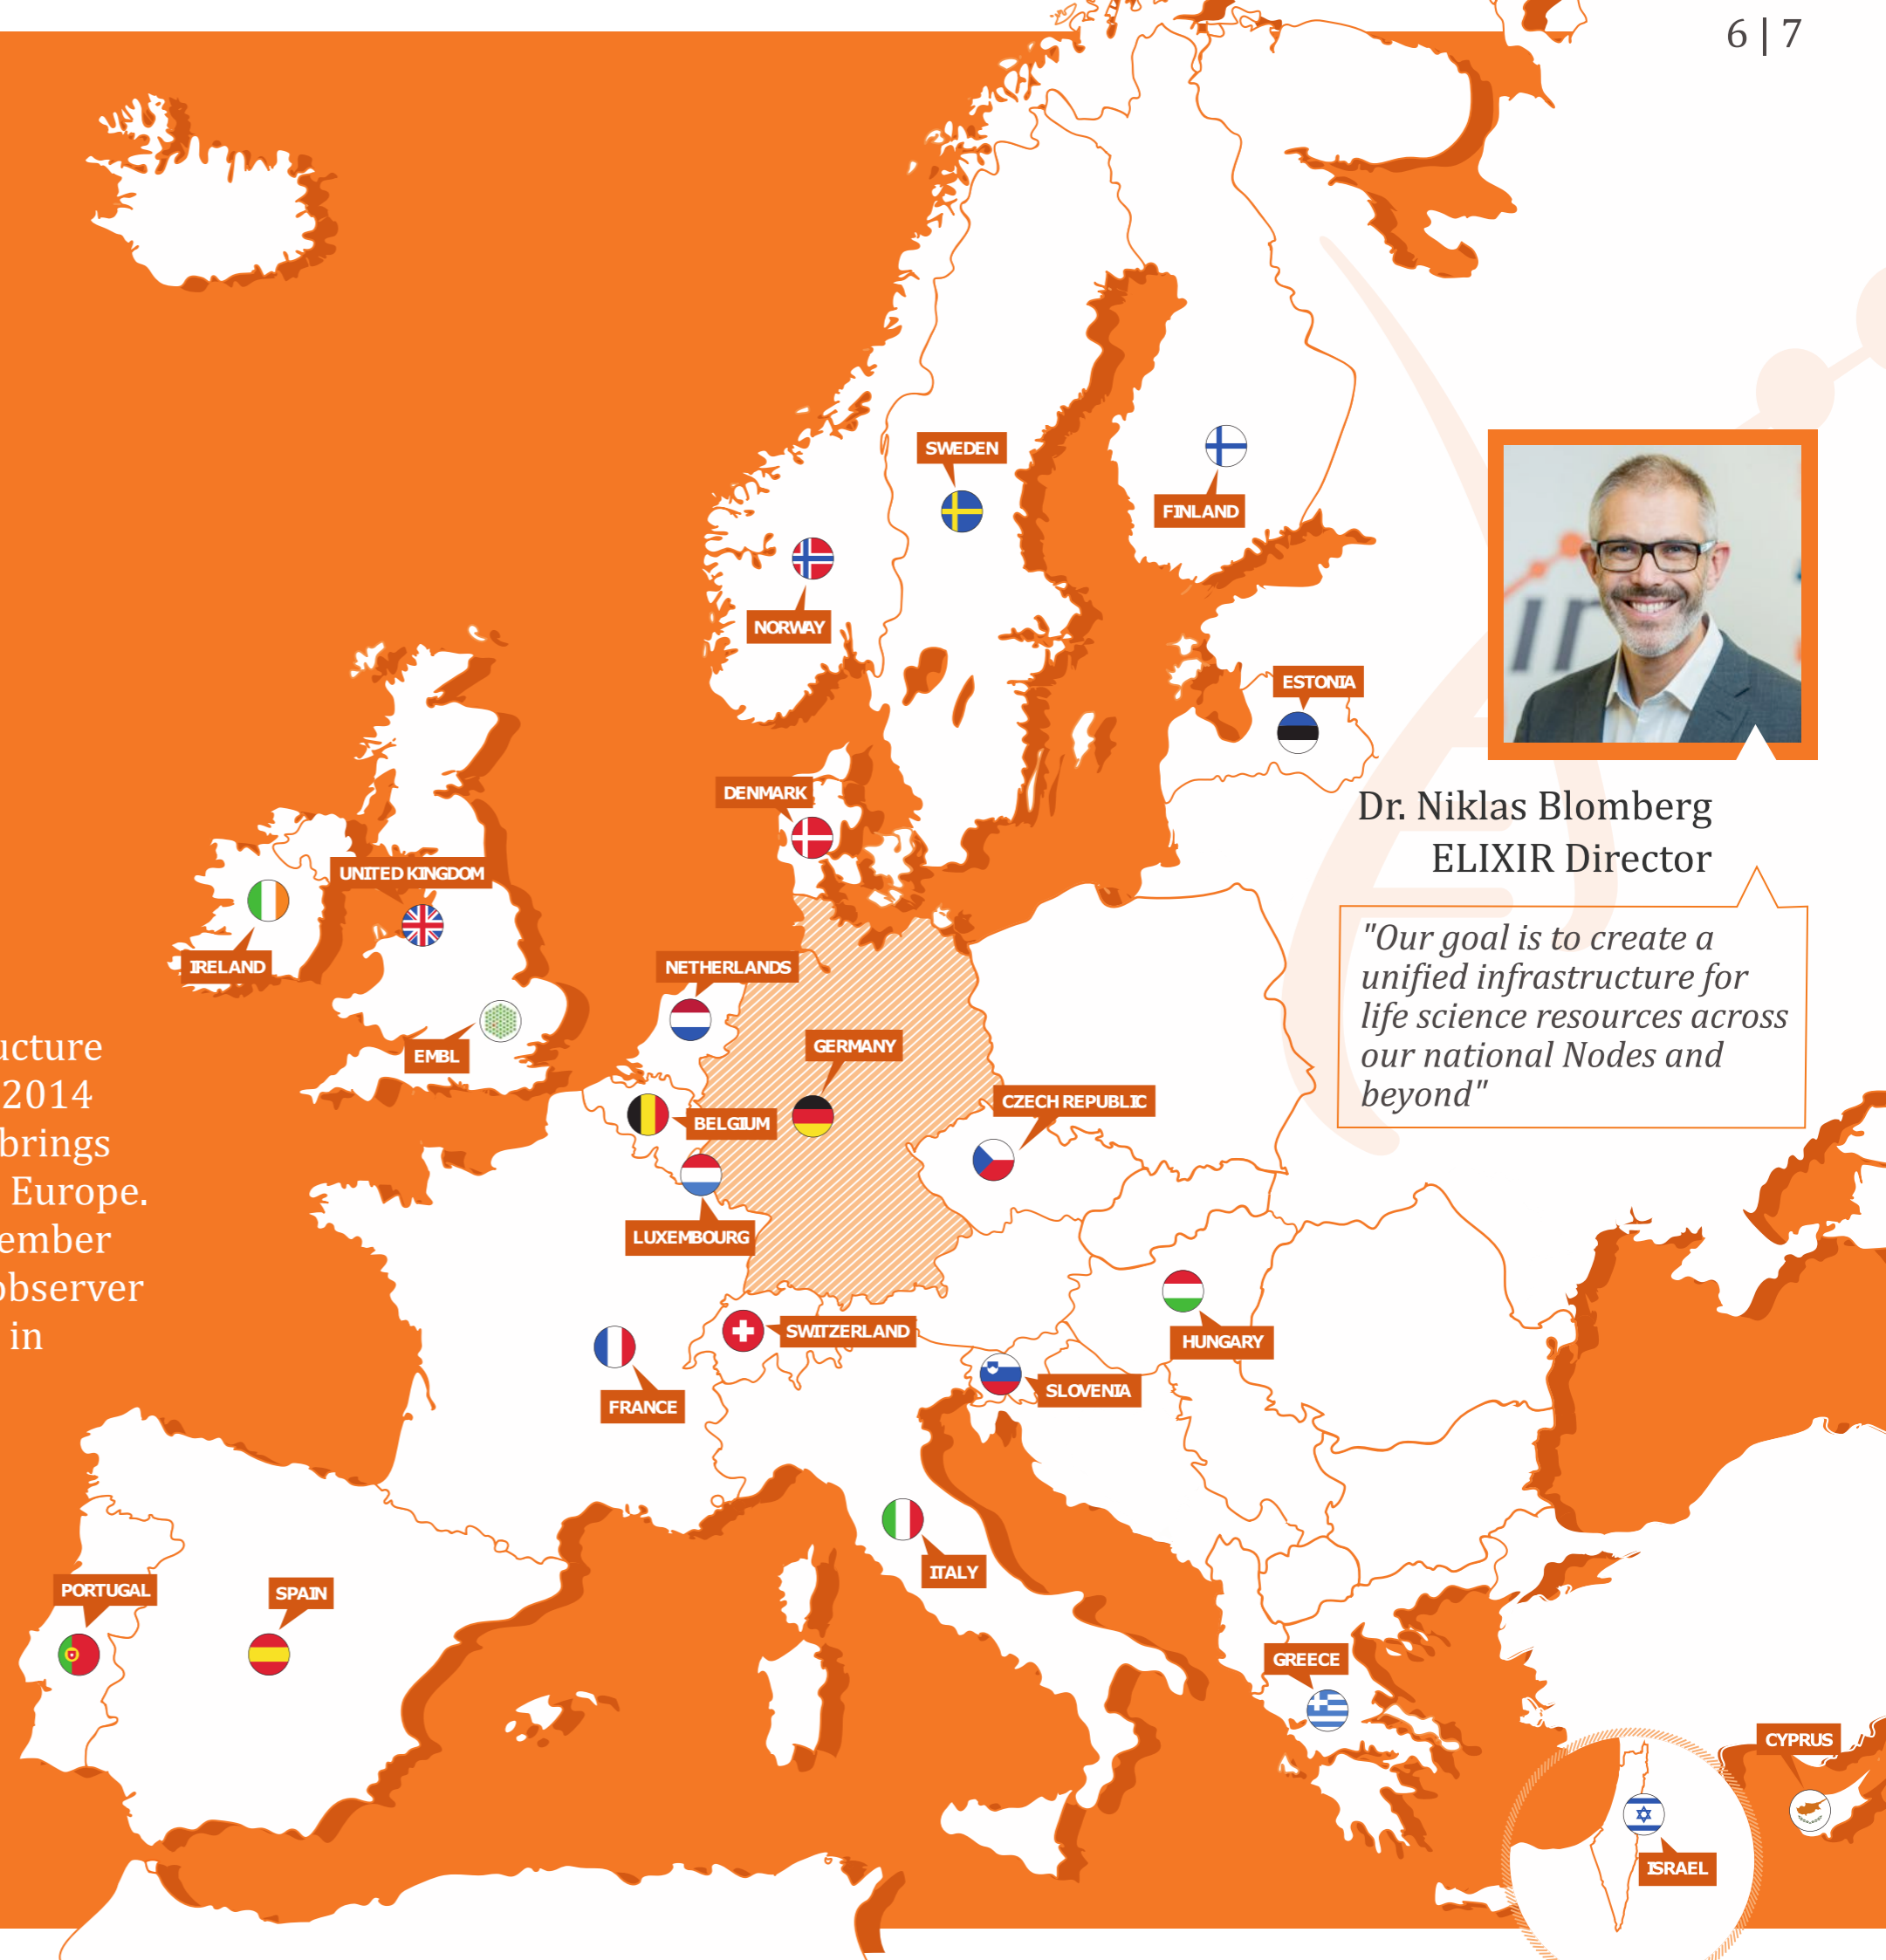 6 | 7
SWEDEN
FINLAND
NORWAY
ESTONIA
DENMARK
Dr. Niklas Blomberg
ELIXIR Director
UNITED KINGDOM
"Our goal is to create a
unified infrastructure for
life science resources across
our national Nodes and
beyond"
IRELAND
NETHERLANDS
EMBL
GERMANY
BELGIUM
CZECH REPUBLIC
LUXEMBOURG
ucture
2014
brings
Europe.
ember
observer
in
SWITZERLAND
HUNGARY
FRANCE
SLOVENIA
ITALY
PORTUGAL
SPAIN
GREECE
CYPRUS
ISRAEL